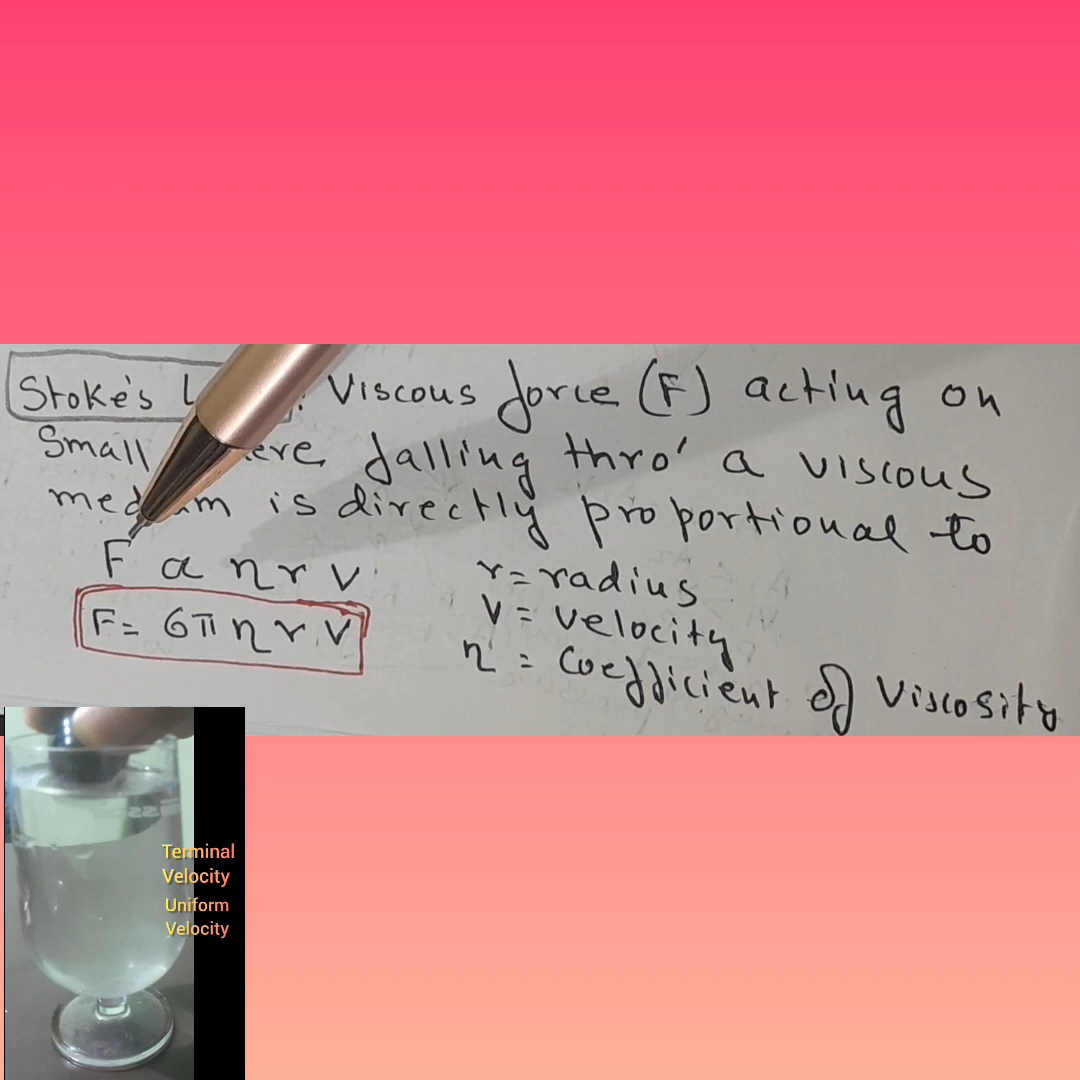 Stoke's : Viscous force (F) acting on
Small falling thro' a viscous
is directly proportional to
F α η r v
F = 6π η r v
r = radius
v = velocity
η = Coefficient of Viscosity
Terminal
Velocity
Uniform
Velocity